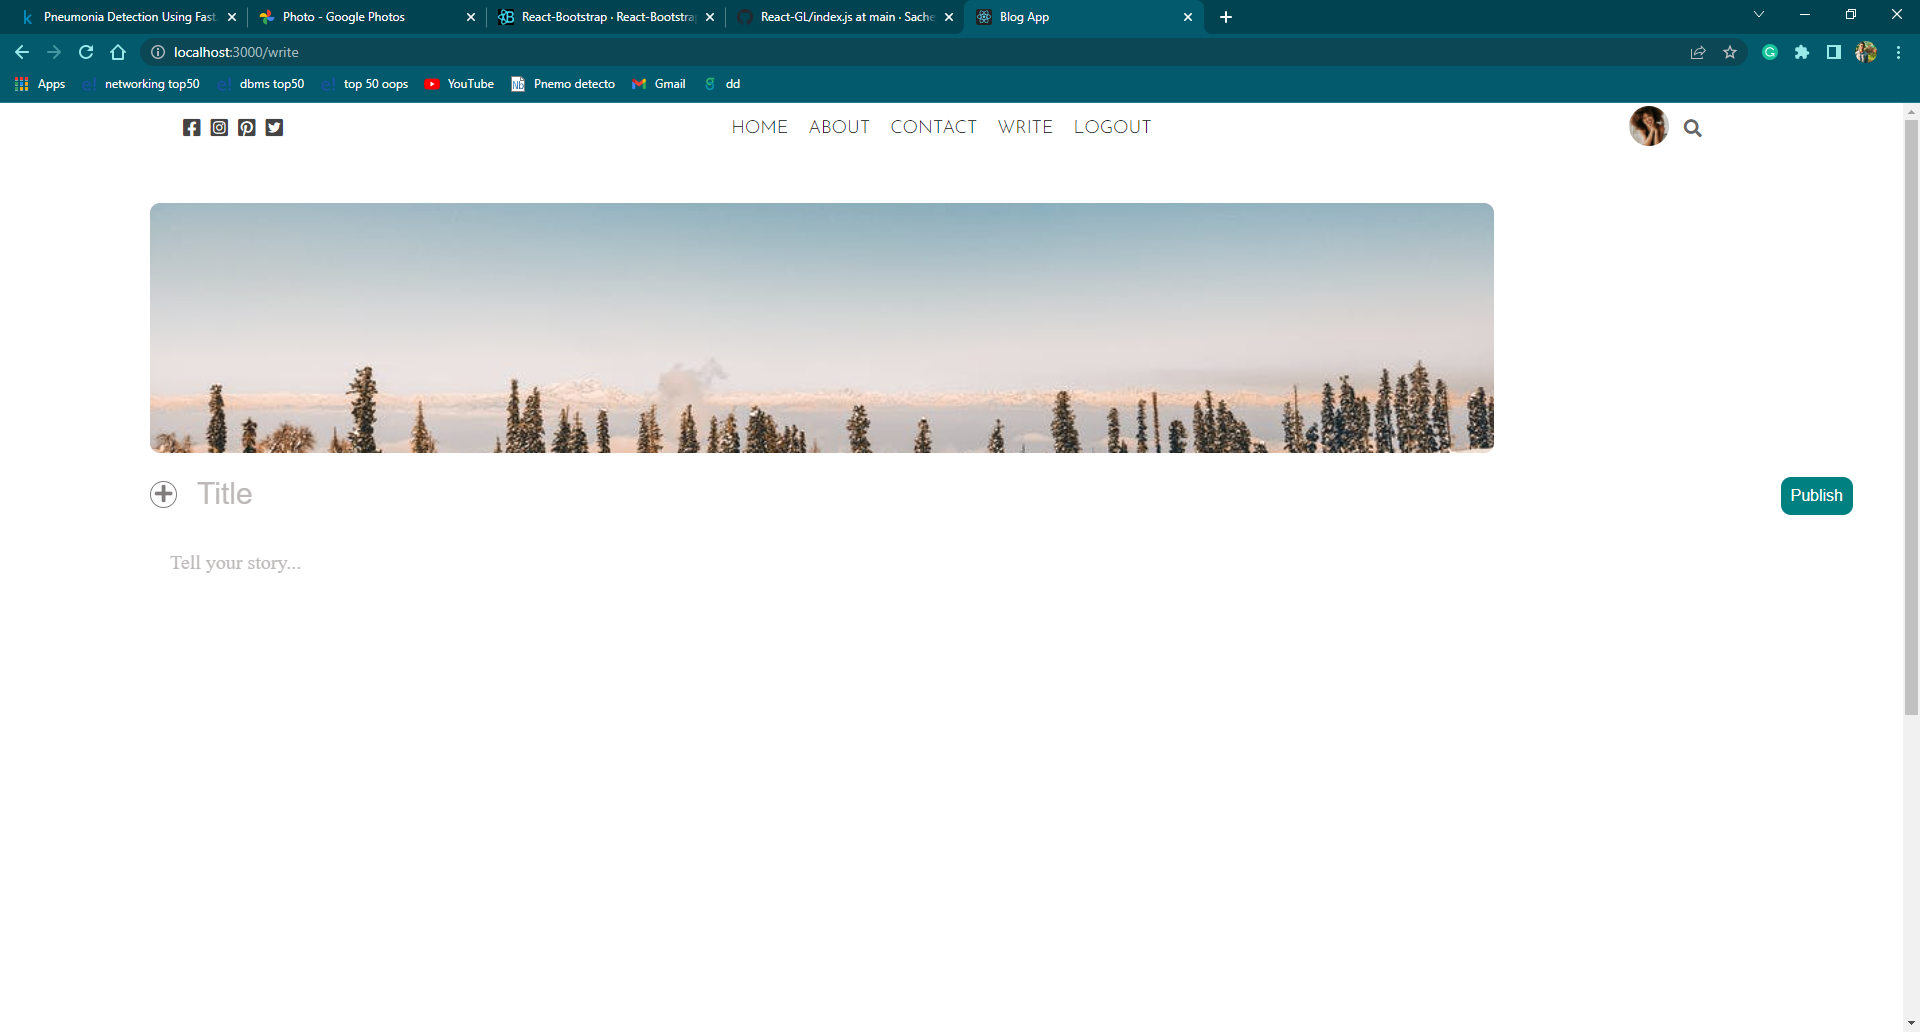 Pneumonia Detection Using Fast
Photo - Google Photos
React-Bootstrap · React-Bootstra
React-GL/index.js at main · Sache
Blog App
localhost:3000/write
Apps
networking top50
dbms top50
top 50 oops
YouTube
Pnemo detecto
Gmail
dd
HOME ABOUT CONTACT WRITE LOGOUT
Title
Publish
Tell your story...